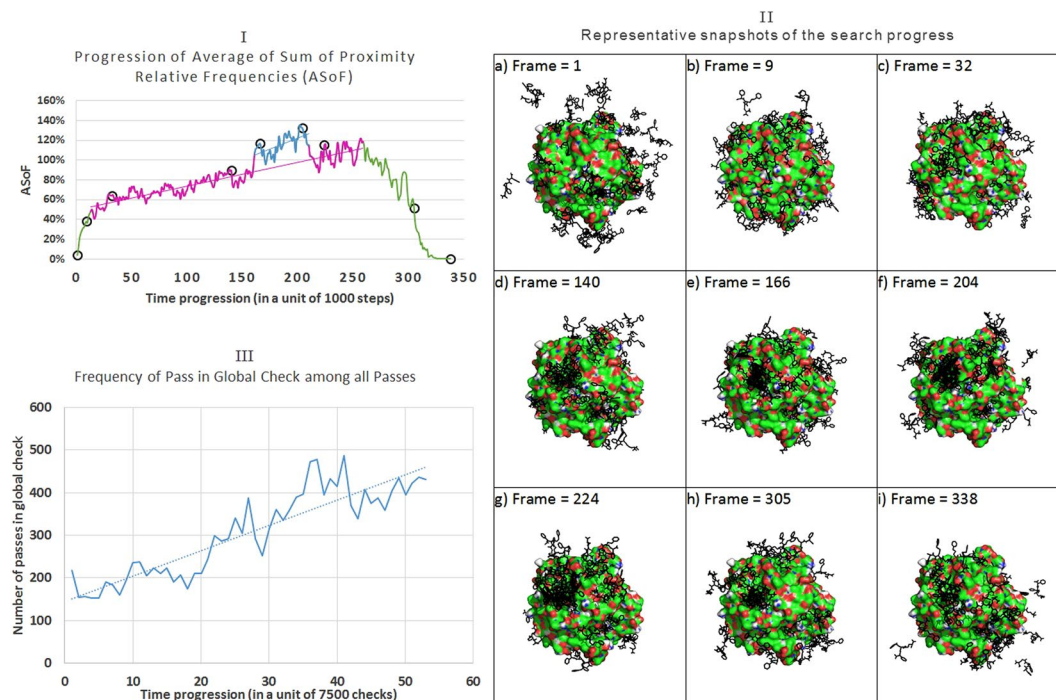 I
Progression of Average of Sum of Proximity
Relative Frequencies (ASoF)
160%
140%
120%
100%
80%
60%
40%
20%
0%
ASoF
0 50 100 150 200 250 300 350
Time progression (in a unit of 1000 steps)
III
Frequency of Pass in Global Check among all Passes
600
500
400
300
200
100
0
Number of passes in global check
0 10 20 30 40 50 60
Time progression (in a unit of 7500 checks)
II
Representative snapshots of the search progress
a) Frame = 1
b) Frame = 9
c) Frame = 32
d) Frame = 140
e) Frame = 166
f) Frame = 204
g) Frame = 224
h) Frame = 305
i) Frame = 338